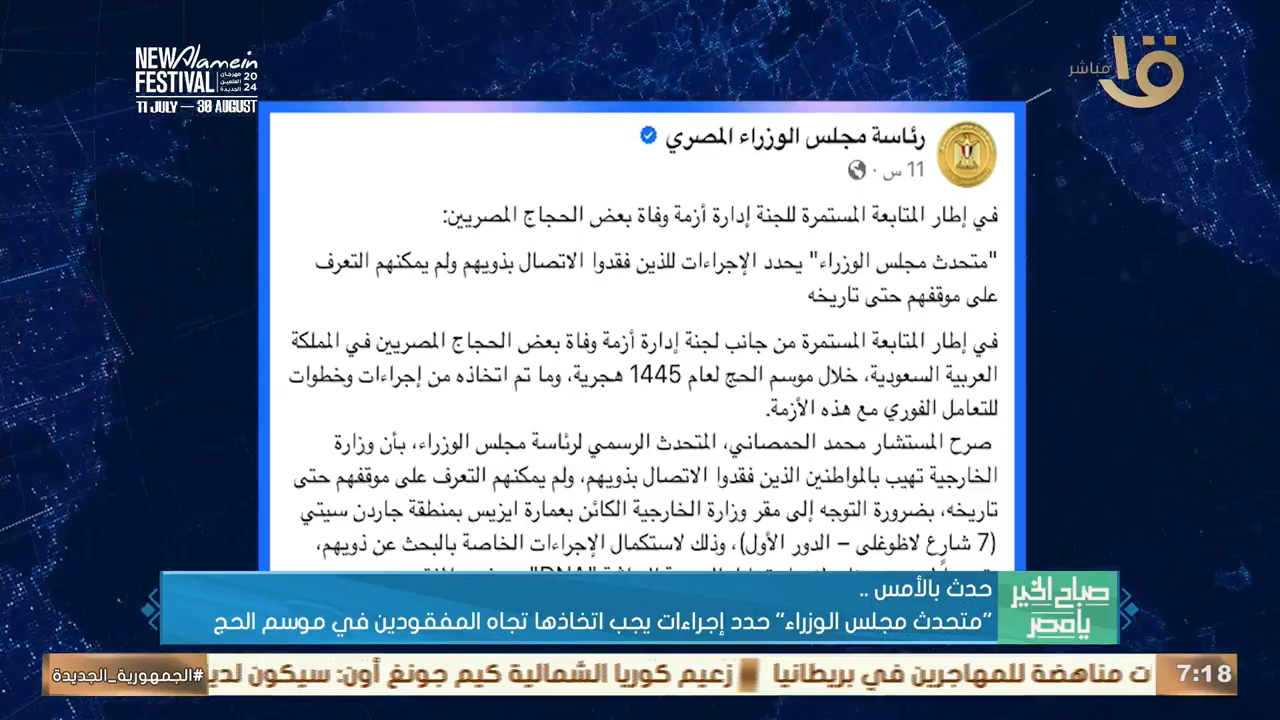 NEW Alamein
FESTIVAL
مهرجان
العلمين
الجديدة
20
24
11 JULY — 30 AUGUST
مباشر
رئاسة مجلس الوزراء المصري
11 س ·
في إطار المتابعة المستمرة للجنة إدارة أزمة وفاة بعض الحجاج المصريين:
"متحدث مجلس الوزراء" يحدد الإجراءات للذين فقدوا الاتصال بذويهم ولم يمكنهم التعرف
على موقفهم حتى تاريخه
في إطار المتابعة المستمرة من جانب لجنة إدارة أزمة وفاة بعض الحجاج المصريين في المملكة
العربية السعودية، خلال موسم الحج لعام 1445 هجرية، وما تم اتخاذه من إجراءات وخطوات
للتعامل الفوري مع هذه الأزمة.
صرح المستشار محمد الحمصاني، المتحدث الرسمي لرئاسة مجلس الوزراء، بأن وزارة
الخارجية تهيب بالمواطنين الذين فقدوا الاتصال بذويهم، ولم يمكنهم التعرف على موقفهم حتى
تاريخه، بضرورة التوجه إلى مقر وزارة الخارجية الكائن بعمارة ايزيس بمنطقة جاردن سيتي
(7 شارع لاظوغلى – الدور الأول)، وذلك لاستكمال الإجراءات الخاصة بالبحث عن ذويهم،
"DNA"
حدث بالأمس ..
"متحدث مجلس الوزراء" حدد إجراءات يجب اتخاذها تجاه المفقودين في موسم الحج
صباح الخير
يا مصر
7:18
ات مناهضة للمهاجرين في بريطانيا
زعيم كوريا الشمالية كيم جونغ أون: سيكون لدي
#الجمهورية_الجديدة